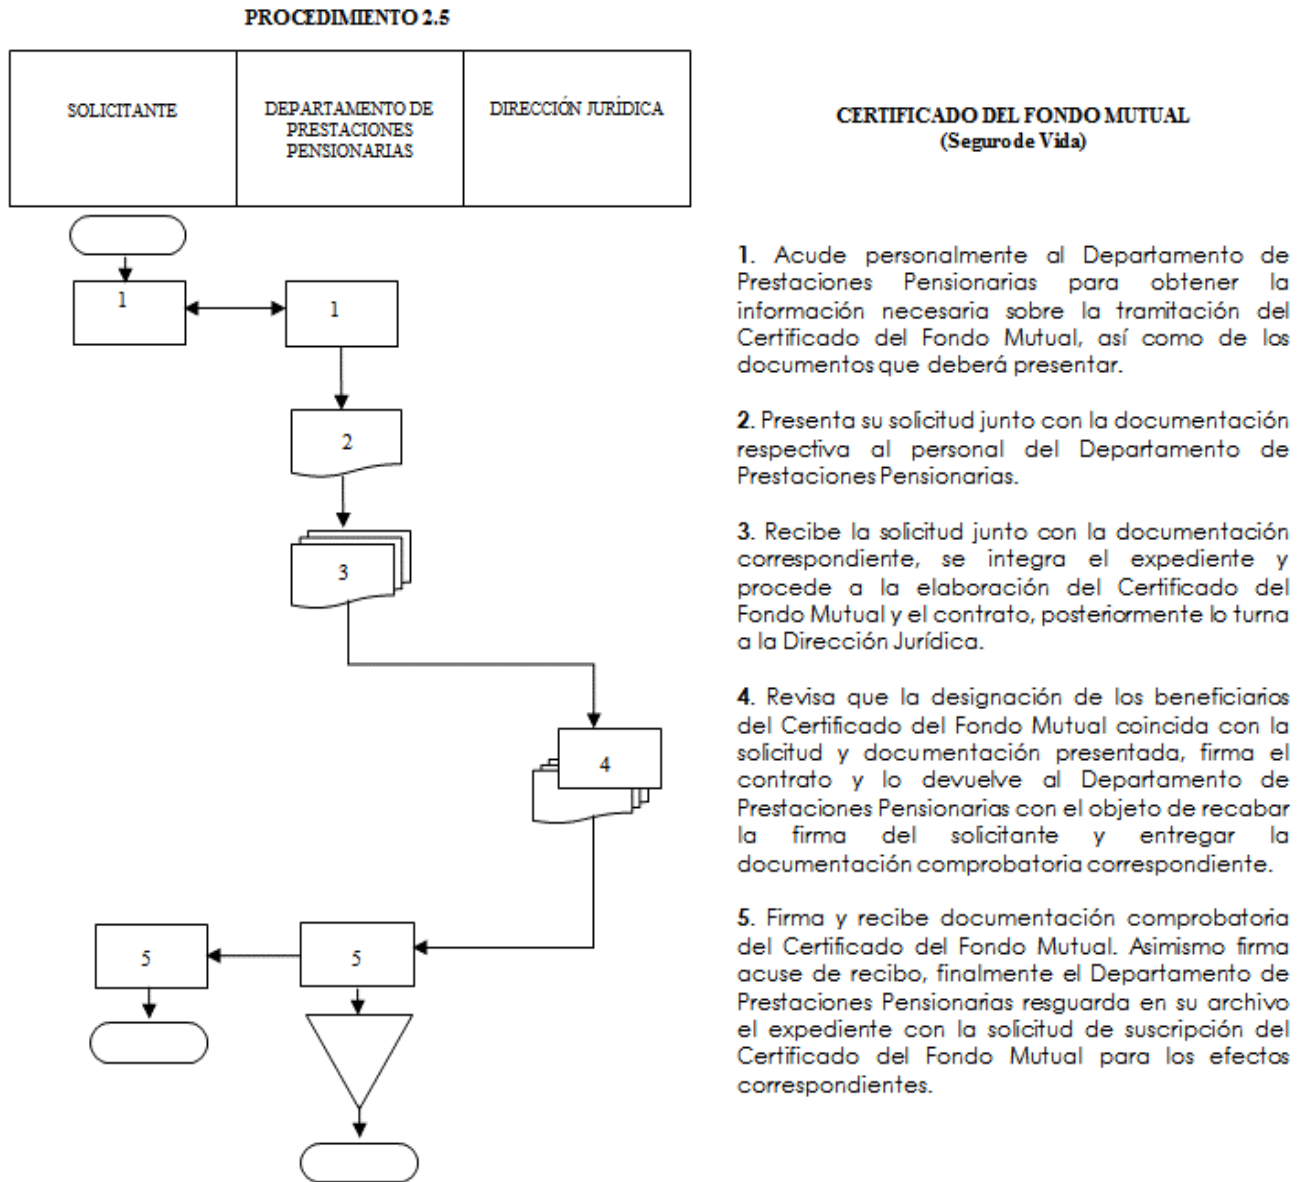 PROCEDIMIENTO 2.5
SOLICITANTE
DEPARTAMENTO DE
PRESTACIONES
PENSIONARIAS
DIRECCIÓN JURÍDICA
1
1
2
3
4
5
5
CERTIFICADO DEL FONDO MUTUAL
(Seguro de Vida)
1. Acude personalmente al Departamento de
Prestaciones Pensionarias para obtener la
información necesaria sobre la tramitación del
Certificado del Fondo Mutual, así como de los
documentos que deberá presentar.
2. Presenta su solicitud junto con la documentación
respectiva al personal del Departamento de
Prestaciones Pensionarias.
3. Recibe la solicitud junto con la documentación
correspondiente, se integra el expediente y
procede a la elaboración del Certificado del
Fondo Mutual y el contrato, posteriormente lo turna
a la Dirección Jurídica.
4. Revisa que la designación de los beneficiarios
del Certificado del Fondo Mutual coincida con la
solicitud y documentación presentada, firma el
contrato y lo devuelve al Departamento de
Prestaciones Pensionarias con el objeto de recabar
la firma del solicitante y entregar la
documentación comprobatoria correspondiente.
5. Firma y recibe documentación comprobatoria
del Certificado del Fondo Mutual. Asimismo firma
acuse de recibo, finalmente el Departamento de
Prestaciones Pensionarias resguarda en su archivo
el expediente con la solicitud de suscripción del
Certificado del Fondo Mutual para los efectos
correspondientes.